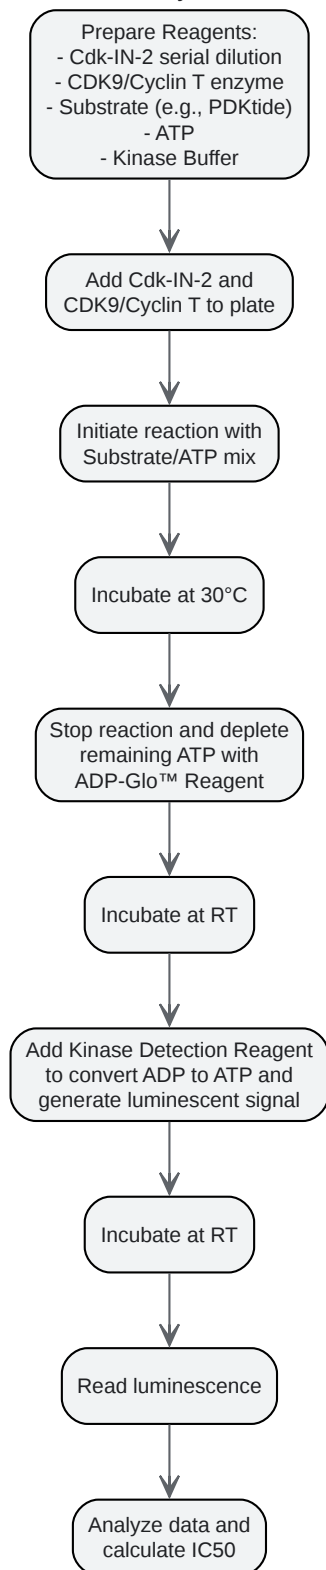 Prepare Reagents:
- Cdk-IN-2 serial dilution
- CDK9/Cyclin T enzyme
- Substrate (e.g., PDKtide)
- ATP
- Kinase Buffer
Add Cdk-IN-2 and
CDK9/Cyclin T to plate
Initiate reaction with
Substrate/ATP mix
Incubate at 30°C
Stop reaction and deplete
remaining ATP with
ADP-Glo™ Reagent
Incubate at RT
Add Kinase Detection Reagent
to convert ADP to ATP and
generate luminescent signal
Incubate at RT
Read luminescence
Analyze data and
calculate IC50